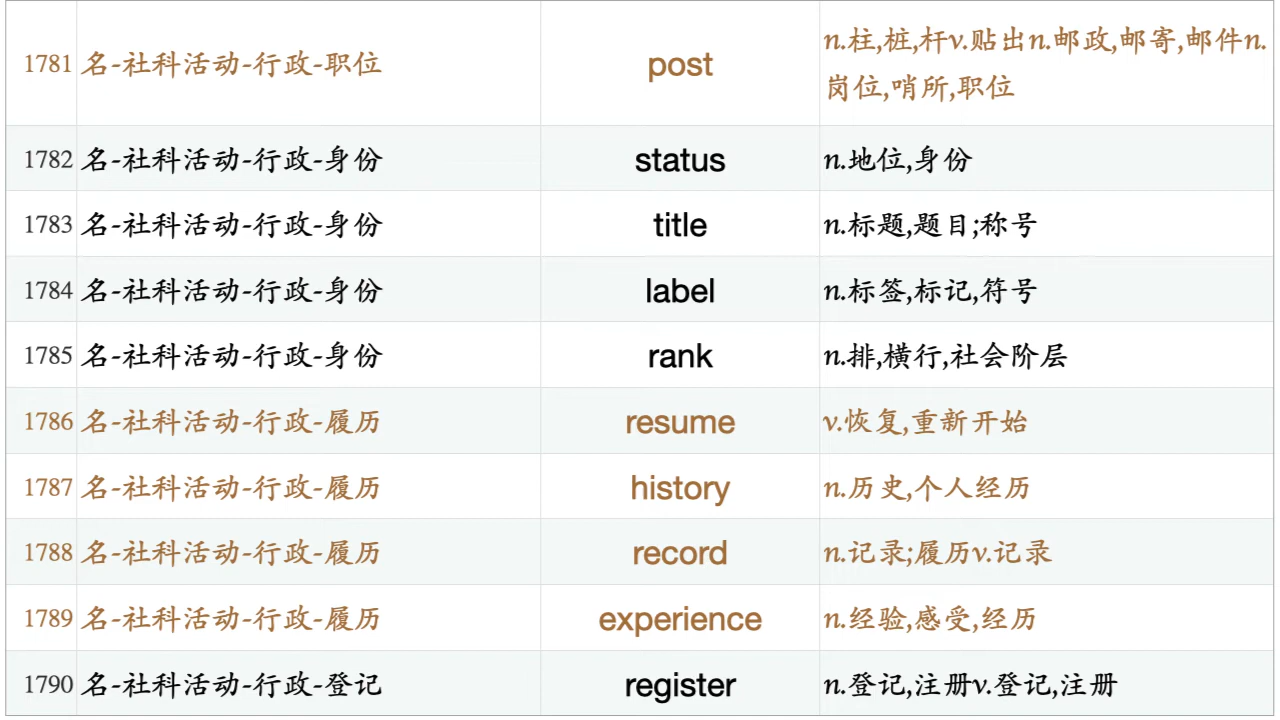 1781 名-社科活动-行政-职位 post n.柱,桩,杆v.贴出n.邮政,邮寄,邮件n.
岗位,哨所,职位
1782 名-社科活动-行政-身份 status n.地位,身份
1783 名-社科活动-行政-身份 title n.标题,题目;称号
1784 名-社科活动-行政-身份 label n.标签,标记,符号
1785 名-社科活动-行政-身份 rank n.排,横行,社会阶层
1786 名-社科活动-行政-履历 resume v.恢复,重新开始
1787 名-社科活动-行政-履历 history n.历史,个人经历
1788 名-社科活动-行政-履历 record n.记录;履历v.记录
1789 名-社科活动-行政-履历 experience n.经验,感受,经历
1790 名-社科活动-行政-登记 register n.登记,注册v.登记,注册